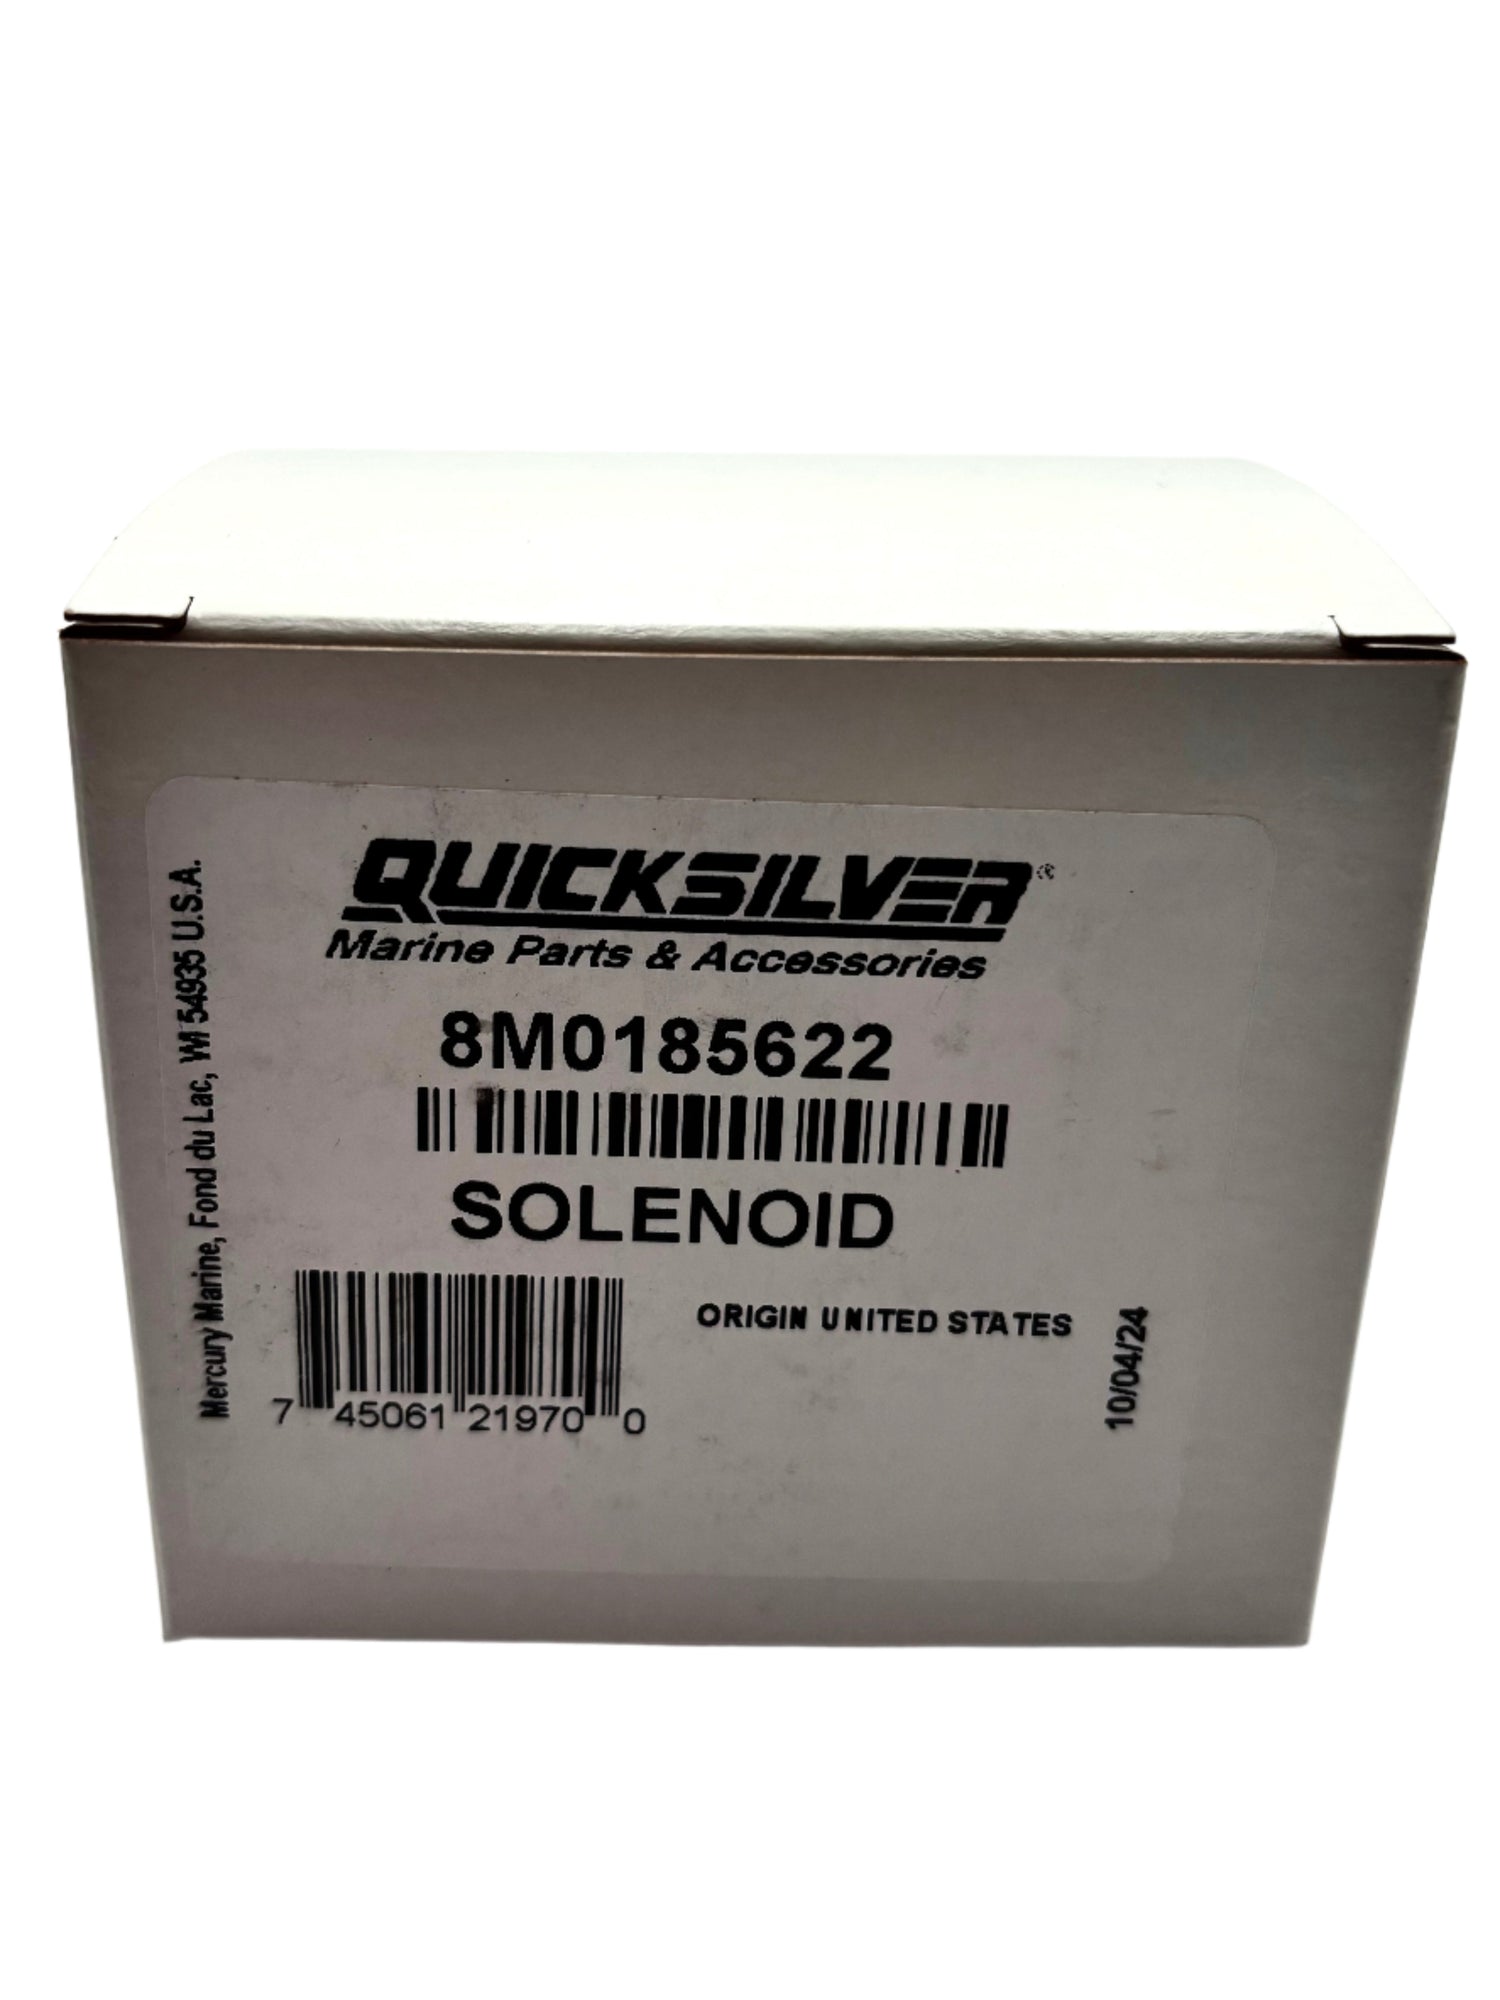 QUICKSILVER®
Marine Parts & Accessories
8M0185622
SOLENOID
7 45061 21970 0
ORIGIN UNITED STATES
10/04/24
Mercury Marine, Fond du Lac, WI 54935 U.S.A.